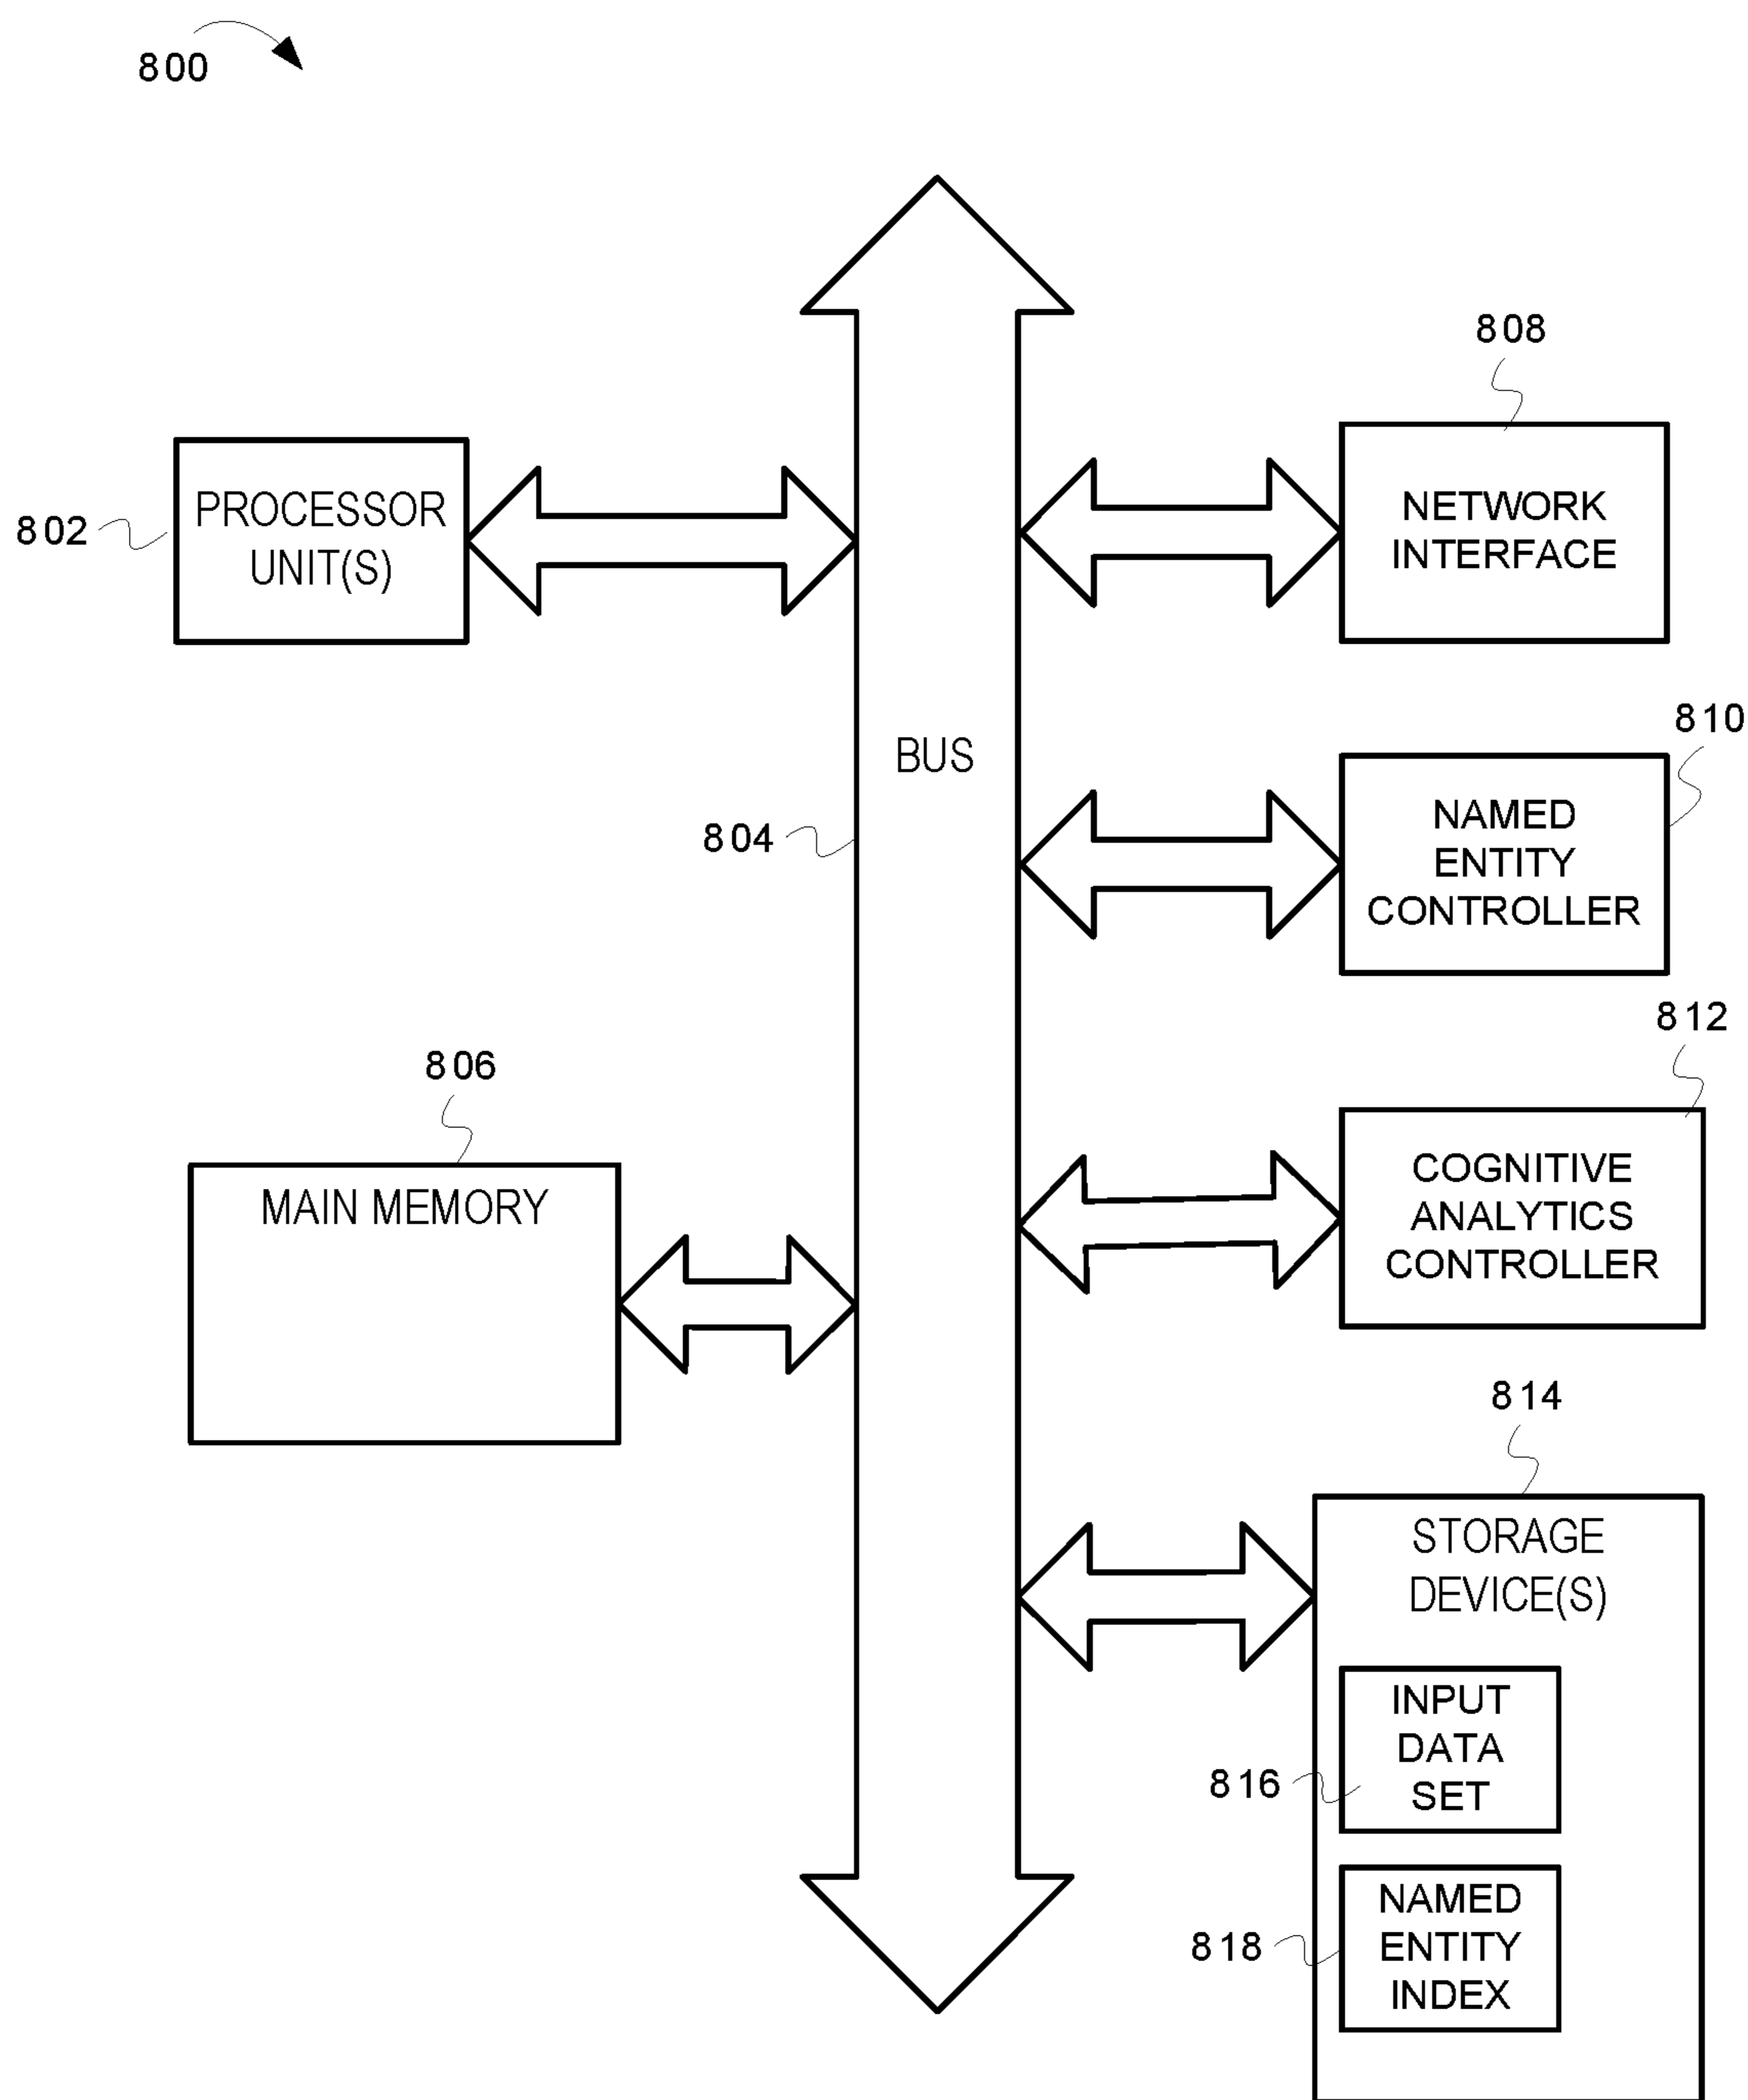 800
808
PROCESSOR
UNIT(S)
802
NETWORK
INTERFACE
810
BUS
804
NAMED
ENTITY
CONTROLLER
812
806
MAIN MEMORY
COGNITIVE
ANALYTICS
CONTROLLER
814
STORAGE
DEVICE(S)
INPUT
DATA
SET
816
NAMED
ENTITY
INDEX
818